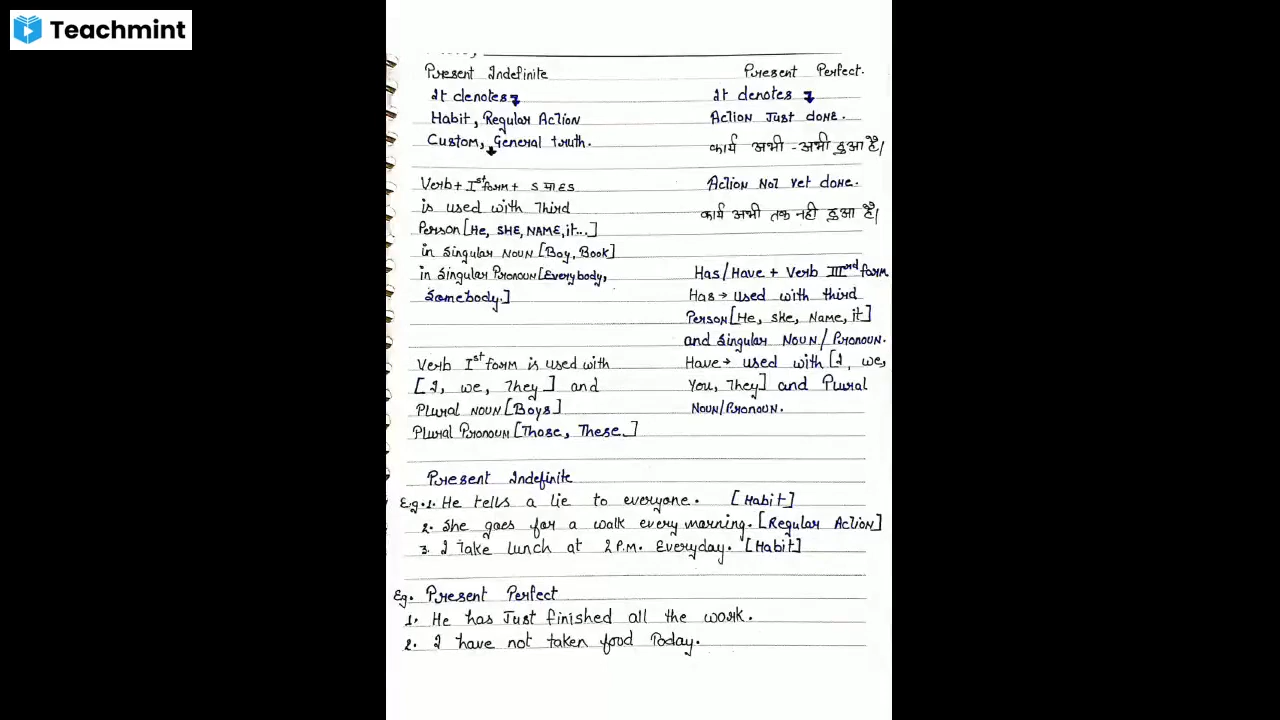 Teachmint
Present Indefinite
It denotes
Habit, Regular Action
Custom, General truth.
Verb + Ist form + s या es
is used with Third
Person [He, SHE, NAME, it...]
in Singular NOUN [Boy, Book]
in Singular Pronoun [Everybody,
Somebody.]
Verb Ist form is used with
[I, we, They] and
Plural NOUN [Boys]
Plural Pronoun [Those, These]
Present Perfect.
It denotes
Action Just done.
कार्य अभी-अभी हुआ है।
Action Not Yet done.
कार्य अभी तक नही हुआ है।
Has/Have + Verb IIIrd form
Has → used with third
Person [He, she, Name, it]
and Singular NOUN/Pronoun.
Have → used with [I, we,
You, They] and Plural
NOUN/Pronoun.
Present Indefinite
E.g. 1. He tells a lie to everyone. [Habit]
2. She goes for a walk every morning. [Regular Action]
3. I Take lunch at 2 P.M. Everyday. [Habit]
Eg. Present Perfect
1. He has Just finished all the work.
2. I have not taken food Today.